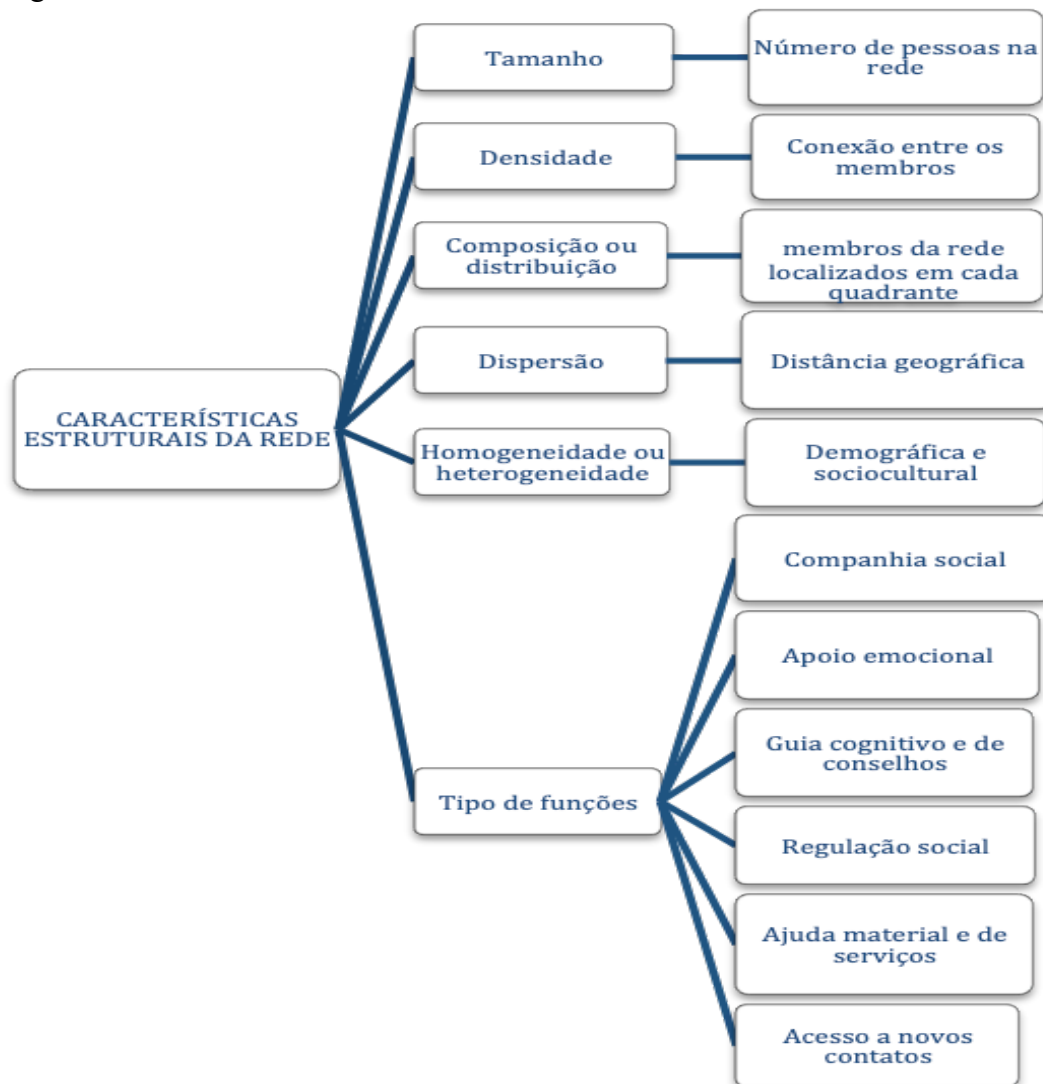 Tamanho
Número de pessoas na
rede
Densidade
Conexão entre os
membros
Composição ou
distribuição
membros da rede
localizados em cada
quadrante
Dispersão
Distância geográfica
CARACTERÍSTICAS
ESTRUTURAIS DA REDE
Homogeneidade ou
heterogeneidade
Demográfica e
sociocultural
Tipo de funções
Companhia social
Apoio emocional
Guia cognitivo e de
conselhos
Regulação social
Ajuda material e de
serviços
Acesso a novos
contatos